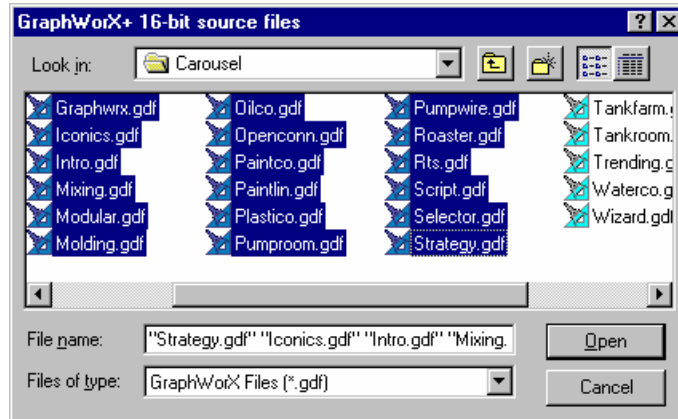 GraphWorX+ 16-bit source files
Look in: Carousel
Graphwrx.gdf Oilco.gdf Pumpwire.gdf Tankfarm.g
Iconics.gdf Openconn.gdf Roaster.gdf Tankroom.
Intro.gdf Paintco.gdf Rts.gdf Trending.g
Mixing.gdf Paintlin.gdf Script.gdf Waterco.g
Modular.gdf Plastico.gdf Selector.gdf Wizard.gdf
Molding.gdf Pumproom.gdf Strategy.gdf
File name: "Strategy.gdf" "Iconics.gdf" "Intro.gdf" "Mixing. Open
Files of type: GraphWorX Files (*.gdf) Cancel